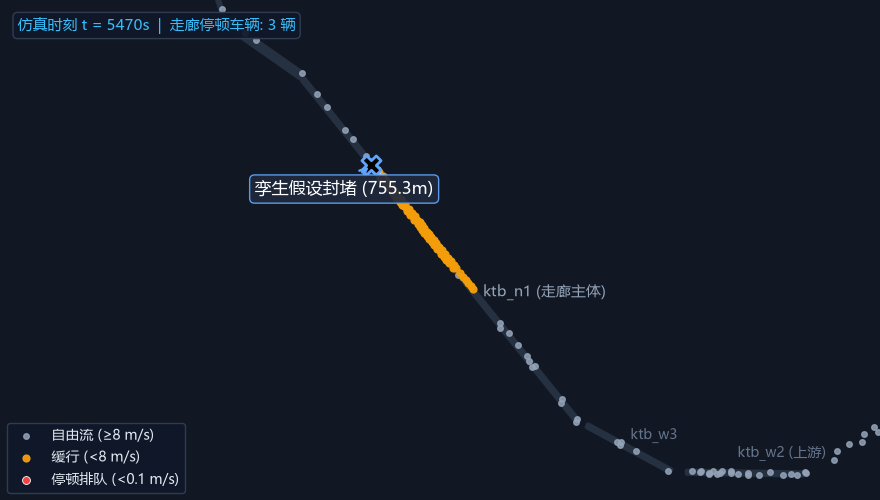 仿真时刻 t = 5470s | 走廊停顿车辆: 3 辆
孪生假设封堵 (755.3m)
ktb_n1 (走廊主体)
ktb_w3
ktb_w2 (上游)
自由流 (≥8 m/s)
缓行 (<8 m/s)
停顿排队 (<0.1 m/s)